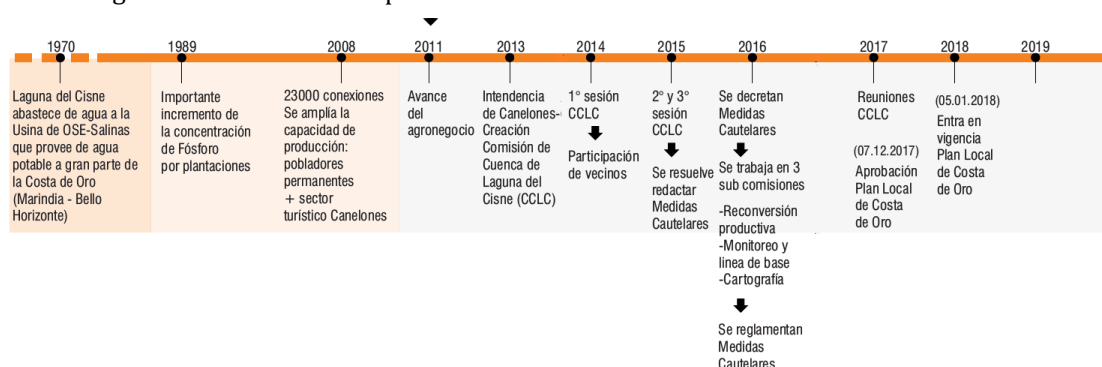 1970
1989
2008
2011
2013
2014
2015
2016
2017
2018
2019
Laguna del Cisne
abastece de agua a la
Usina de OSE-Salinas
que provee de agua
potable a gran parte de
la Costa de Oro
(Marindia - Bello
Horizonte)
Importante
incremento de
la concentración
de Fósforo
por plantaciones
23000 conexiones
Se amplía la
capacidad de
producción:
pobladores
permanentes
+ sector
turístico Canelones
Avance
del
agronegocio
Intendencia
de Canelones-
Creación
Comisión de
Cuenca de
Laguna del
Cisne (CCLC)
1° sesión
CCLC
Participación
de vecinos
2° y 3°
sesión
CCLC
Se resuelve
redactar
Medidas
Cautelares
Se decretan
Medidas
Cautelares
Se trabaja en 3
sub comisiones
-Reconversión
productiva
-Monitoreo y
linea de base
-Cartografía
Se reglamentan
Medidas
Cautelares
Reuniones
CCLC
(07.12.2017)
Aprobación
Plan Local
de Costa
de Oro
(05.01.2018)
Entra en
vigencia
Plan Local
de Costa
de Oro